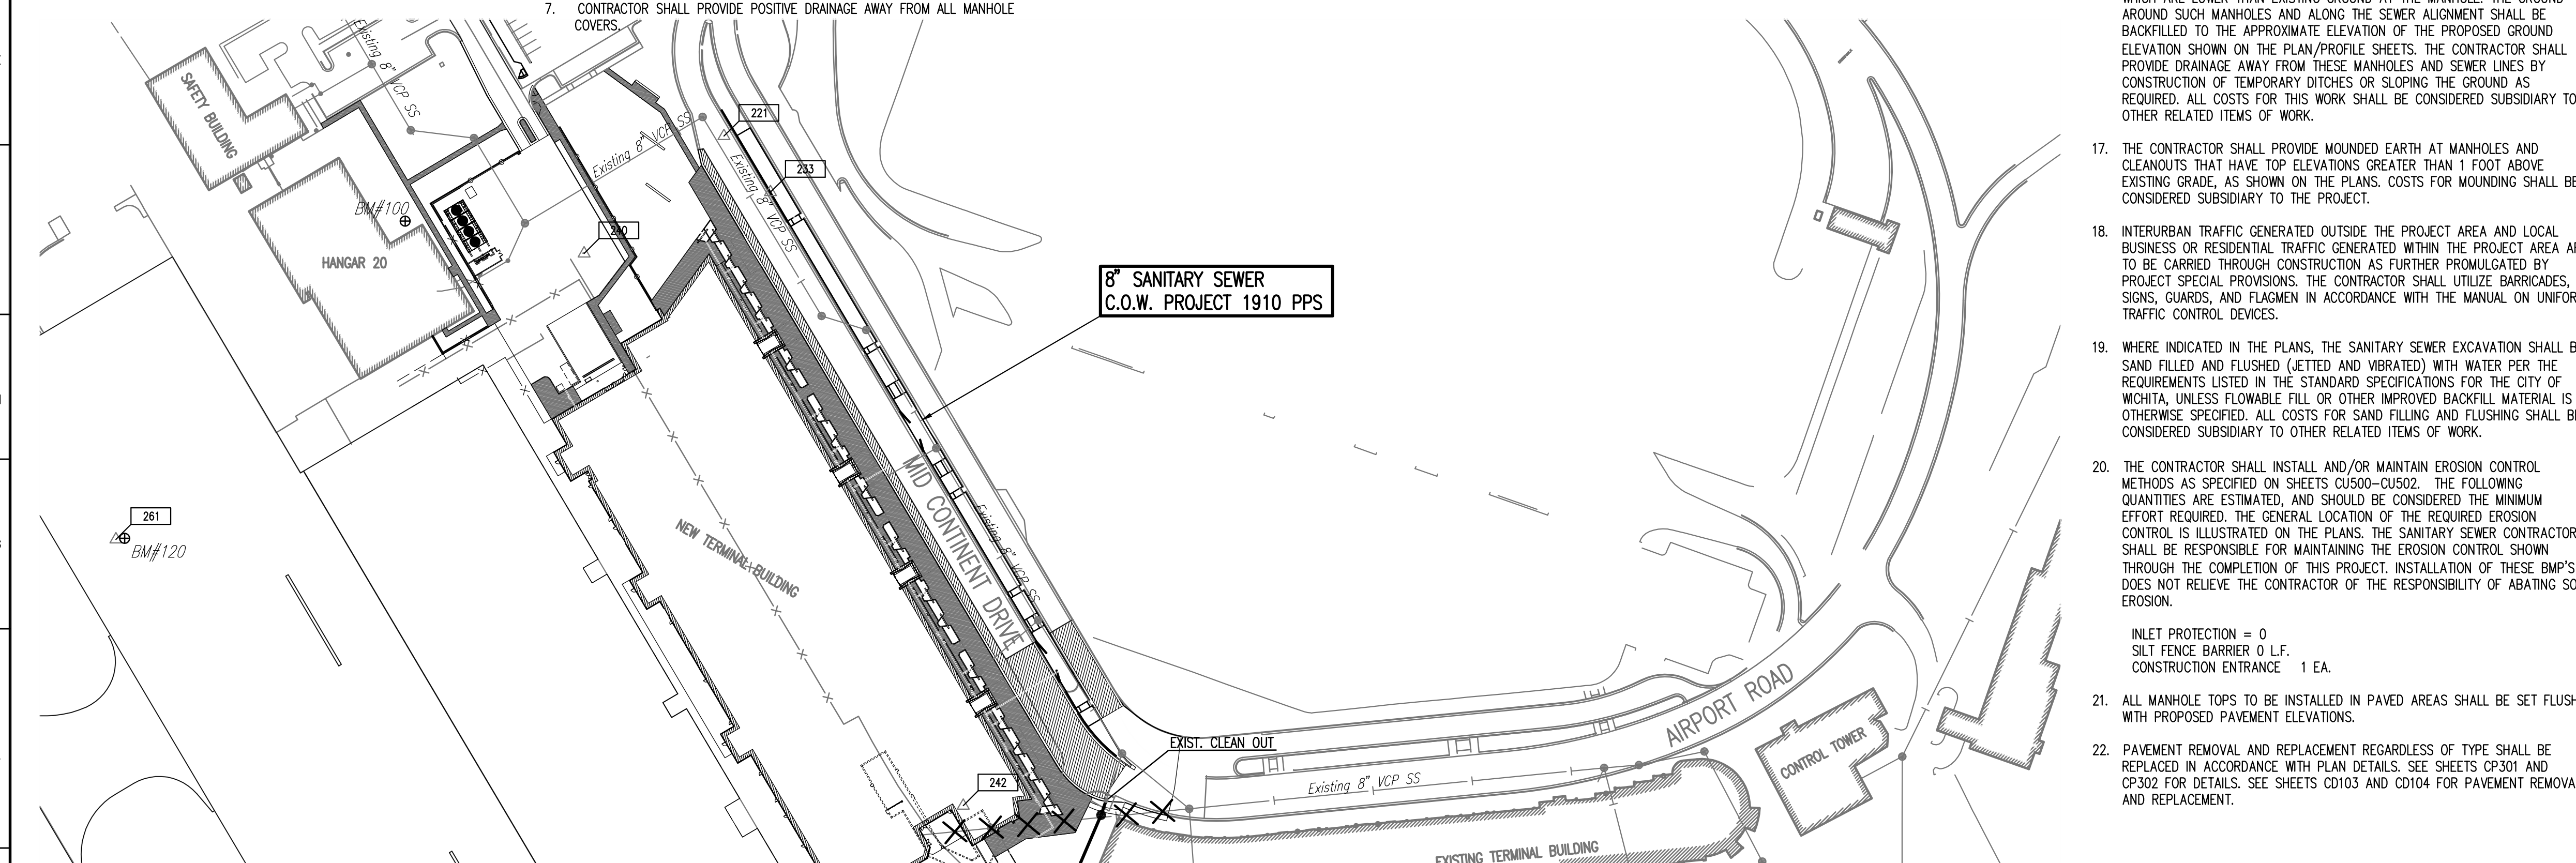 7. CONTRACTOR SHALL PROVIDE POSITIVE DRAINAGE AWAY FROM ALL MANHOLE
COVERS.
Existing 8" VCP SS
SAFETY BUILDING
BM#100
HANGAR 20
Existing 8" VCP SS
Existing 8" VCP SS
221
233
240
8" SANITARY SEWER
C.O.W. PROJECT 1910 PPS
261
BM#120
NEW TERMINAL BUILDING
MID CONTINENT DRIVE
Existing 8" VCP SS
EXIST. CLEAN OUT
242
Existing 8" VCP SS
AIRPORT ROAD
CONTROL TOWER
EXISTING TERMINAL BUILDING
WHICH ARE LOWER THAN EXISTING GROUND AT THE MANHOLE. THE GROUND
AROUND SUCH MANHOLES AND ALONG THE SEWER ALIGNMENT SHALL BE
BACKFILLED TO THE APPROXIMATE ELEVATION OF THE PROPOSED GROUND
ELEVATION SHOWN ON THE PLAN/PROFILE SHEETS. THE CONTRACTOR SHALL
PROVIDE DRAINAGE AWAY FROM THESE MANHOLES AND SEWER LINES BY
CONSTRUCTION OF TEMPORARY DITCHES OR SLOPING THE GROUND AS
REQUIRED. ALL COSTS FOR THIS WORK SHALL BE CONSIDERED SUBSIDIARY TO
OTHER RELATED ITEMS OF WORK.
17. THE CONTRACTOR SHALL PROVIDE MOUNDED EARTH AT MANHOLES AND
CLEANOUTS THAT HAVE TOP ELEVATIONS GREATER THAN 1 FOOT ABOVE
EXISTING GRADE, AS SHOWN ON THE PLANS. COSTS FOR MOUNDING SHALL BE
CONSIDERED SUBSIDIARY TO THE PROJECT.
18. INTERURBAN TRAFFIC GENERATED OUTSIDE THE PROJECT AREA AND LOCAL
BUSINESS OR RESIDENTIAL TRAFFIC GENERATED WITHIN THE PROJECT AREA A
TO BE CARRIED THROUGH CONSTRUCTION AS FURTHER PROMULGATED BY
PROJECT SPECIAL PROVISIONS. THE CONTRACTOR SHALL UTILIZE BARRICADES,
SIGNS, GUARDS, AND FLAGMEN IN ACCORDANCE WITH THE MANUAL ON UNIFOR
TRAFFIC CONTROL DEVICES.
19. WHERE INDICATED IN THE PLANS, THE SANITARY SEWER EXCAVATION SHALL B
SAND FILLED AND FLUSHED (JETTED AND VIBRATED) WITH WATER PER THE
REQUIREMENTS LISTED IN THE STANDARD SPECIFICATIONS FOR THE CITY OF
WICHITA, UNLESS FLOWABLE FILL OR OTHER IMPROVED BACKFILL MATERIAL IS
OTHERWISE SPECIFIED. ALL COSTS FOR SAND FILLING AND FLUSHING SHALL BE
CONSIDERED SUBSIDIARY TO OTHER RELATED ITEMS OF WORK.
20. THE CONTRACTOR SHALL INSTALL AND/OR MAINTAIN EROSION CONTROL
METHODS AS SPECIFIED ON SHEETS CU500-CU502. THE FOLLOWING
QUANTITIES ARE ESTIMATED, AND SHOULD BE CONSIDERED THE MINIMUM
EFFORT REQUIRED. THE GENERAL LOCATION OF THE REQUIRED EROSION
CONTROL IS ILLUSTRATED ON THE PLANS. THE SANITARY SEWER CONTRACTOR
SHALL BE RESPONSIBLE FOR MAINTAINING THE EROSION CONTROL SHOWN
THROUGH THE COMPLETION OF THIS PROJECT. INSTALLATION OF THESE BMP'S
DOES NOT RELIEVE THE CONTRACTOR OF THE RESPONSIBILITY OF ABATING SO
EROSION.
INLET PROTECTION = 0
SILT FENCE BARRIER 0 L.F.
CONSTRUCTION ENTRANCE 1 EA.
21. ALL MANHOLE TOPS TO BE INSTALLED IN PAVED AREAS SHALL BE SET FLUSH
WITH PROPOSED PAVEMENT ELEVATIONS.
22. PAVEMENT REMOVAL AND REPLACEMENT REGARDLESS OF TYPE SHALL BE
REPLACED IN ACCORDANCE WITH PLAN DETAILS. SEE SHEETS CP301 AND
CP302 FOR DETAILS. SEE SHEETS CD103 AND CD104 FOR PAVEMENT REMOVA
AND REPLACEMENT.